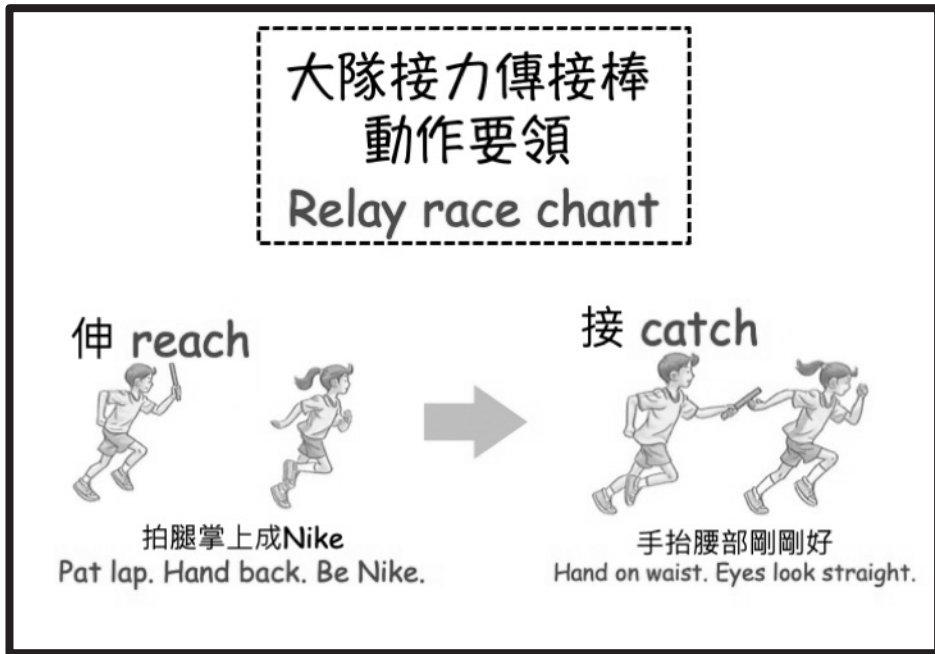 大隊接力傳接棒
動作要領
Relay race chant
伸 reach
接 catch
拍腿掌上成Nike
Pat lap. Hand back. Be Nike.
手抬腰部剛剛好
Hand on waist. Eyes look straight.